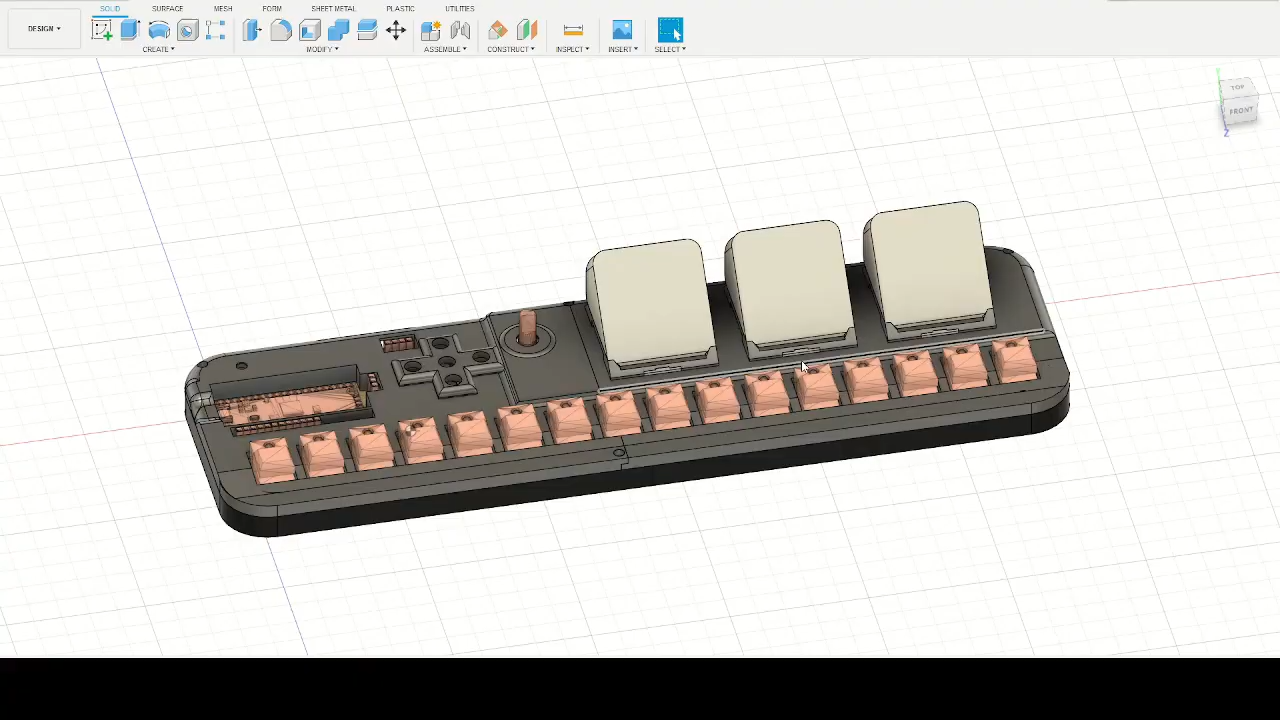 SOLID SURFACE MESH FORM SHEET METAL PLASTIC UTILITIES
DESIGN
CREATE MODIFY ASSEMBLE CONSTRUCT INSPECT INSERT SELECT
TOP
FRONT
Z